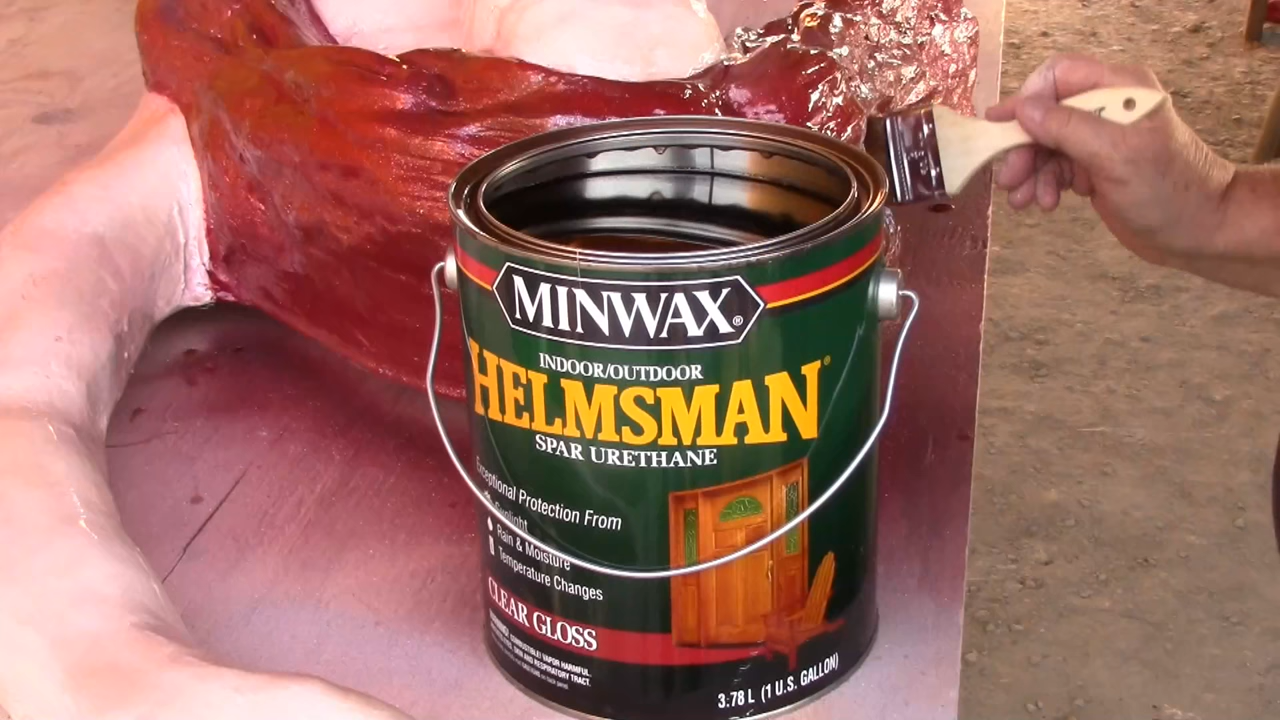 MINWAX®
INDOOR/OUTDOOR
HELMSMAN®
SPAR URETHANE
Exceptional Protection From
Sunlight
Rain & Moisture
Temperature Changes
CLEAR GLOSS
3.78 L (1 U.S. GALLON)